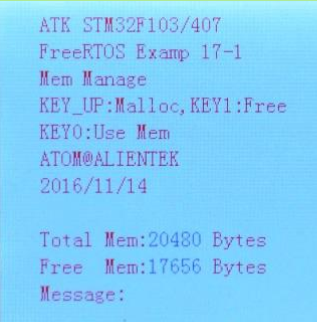 ATK STM32F103/407
FreeRTOS Examp 17-1
Mem Manage
KEY_UP:Malloc,KEY1:Free
KEY0:Use Mem
ATOM@ALIENTEK
2016/11/14
Total Mem:20480 Bytes
Free  Mem:17656 Bytes
Message: